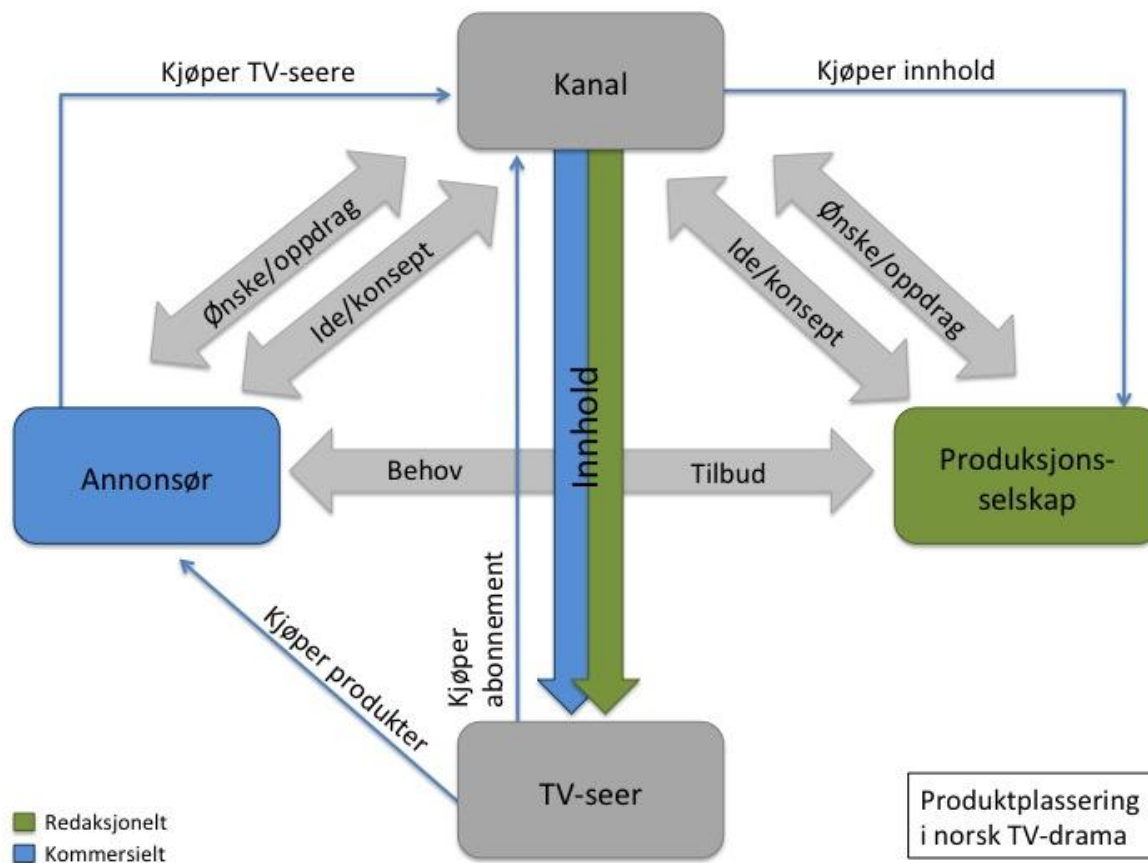 Kjøper TV-seere
Kanal
Kjøper innhold
Ønske/oppdrag
Ide/konsept
Ide/konsept
Ønske/oppdrag
Innhold
Annonsør
Behov
Tilbud
Produksjons-
selskap
Kjøper produkter
Kjøper
abonnement
TV-seer
Redaksjonelt
Kommersielt
Produktplassering
i norsk TV-drama